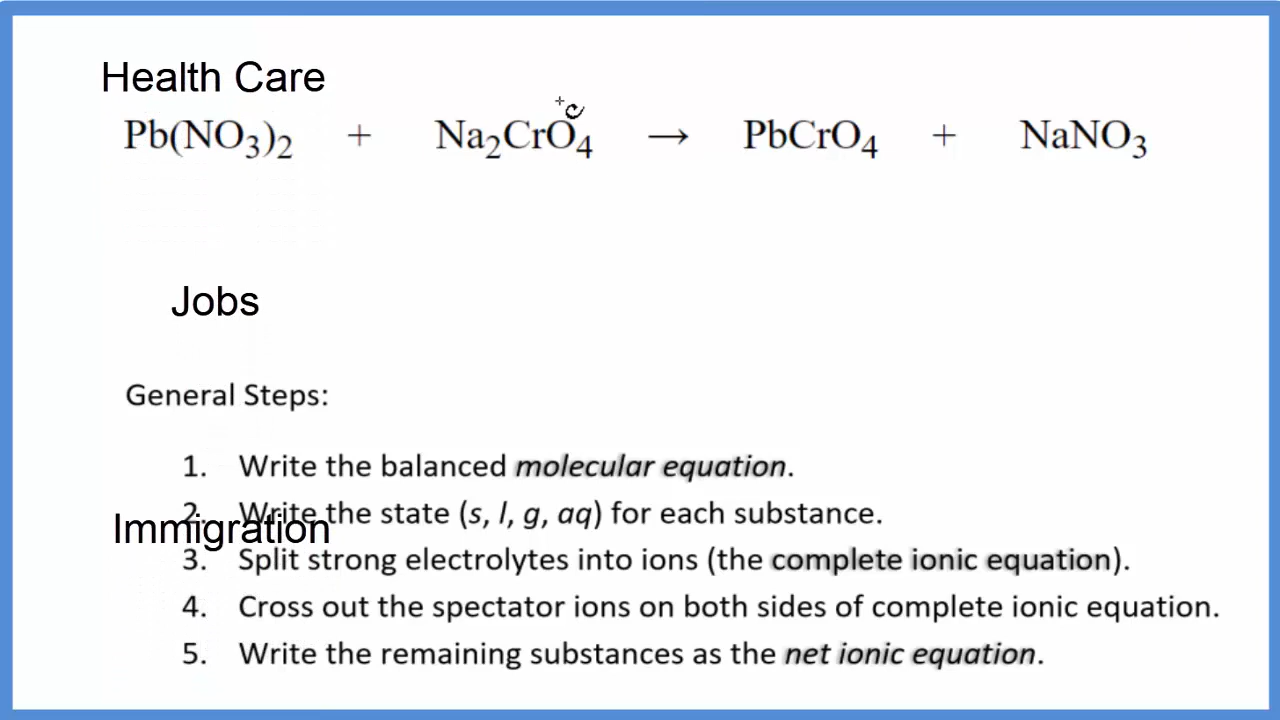 Health Care
Pb(NO₃)₂ + Na₂CrO₄ → PbCrO₄ + NaNO₃
Jobs
General Steps:
1. Write the balanced molecular equation.
2. Write the state (s, l, g, aq) for each substance.
Immigration
3. Split strong electrolytes into ions (the complete ionic equation).
4. Cross out the spectator ions on both sides of complete ionic equation.
5. Write the remaining substances as the net ionic equation.